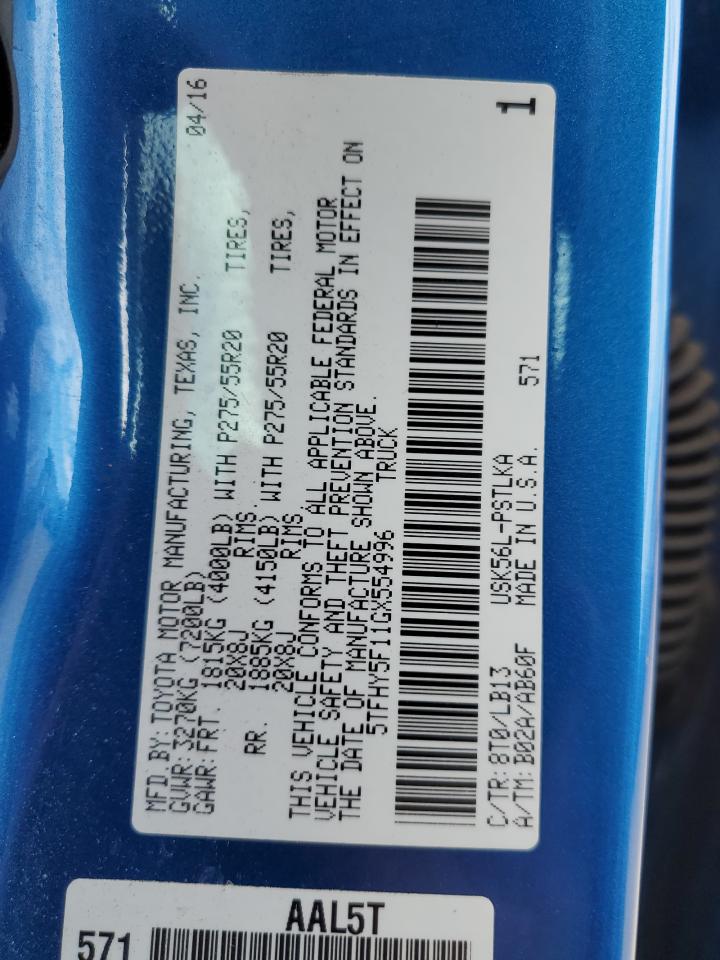 04/16
MFD.BY:TOYOTA MOTOR MANUFACTURING, TEXAS, INC.
GVWR:3270KG (7200LB)
GAWR:FRT. 1815KG (4000LB) WITH P275/55R20 TIRES,
20X8J RIMS.
RR. 1885KG (4150LB) WITH P275/55R20 TIRES,
20X8J RIMS
THIS VEHICLE CONFORMS TO ALL APPLICABLE FEDERAL MOTOR
VEHICLE SAFETY AND THEFT PREVENTION STANDARDS IN EFFECT ON
THE DATE OF MANUFACTURE SHOWN ABOVE.
5TFHY5F11GX554996 TRUCK
C/TR:8T0/LB13 USK56L-PSTLKA 571
A/TM:B02A/AB60F MADE IN U.S.A.
1
AAL5T
571